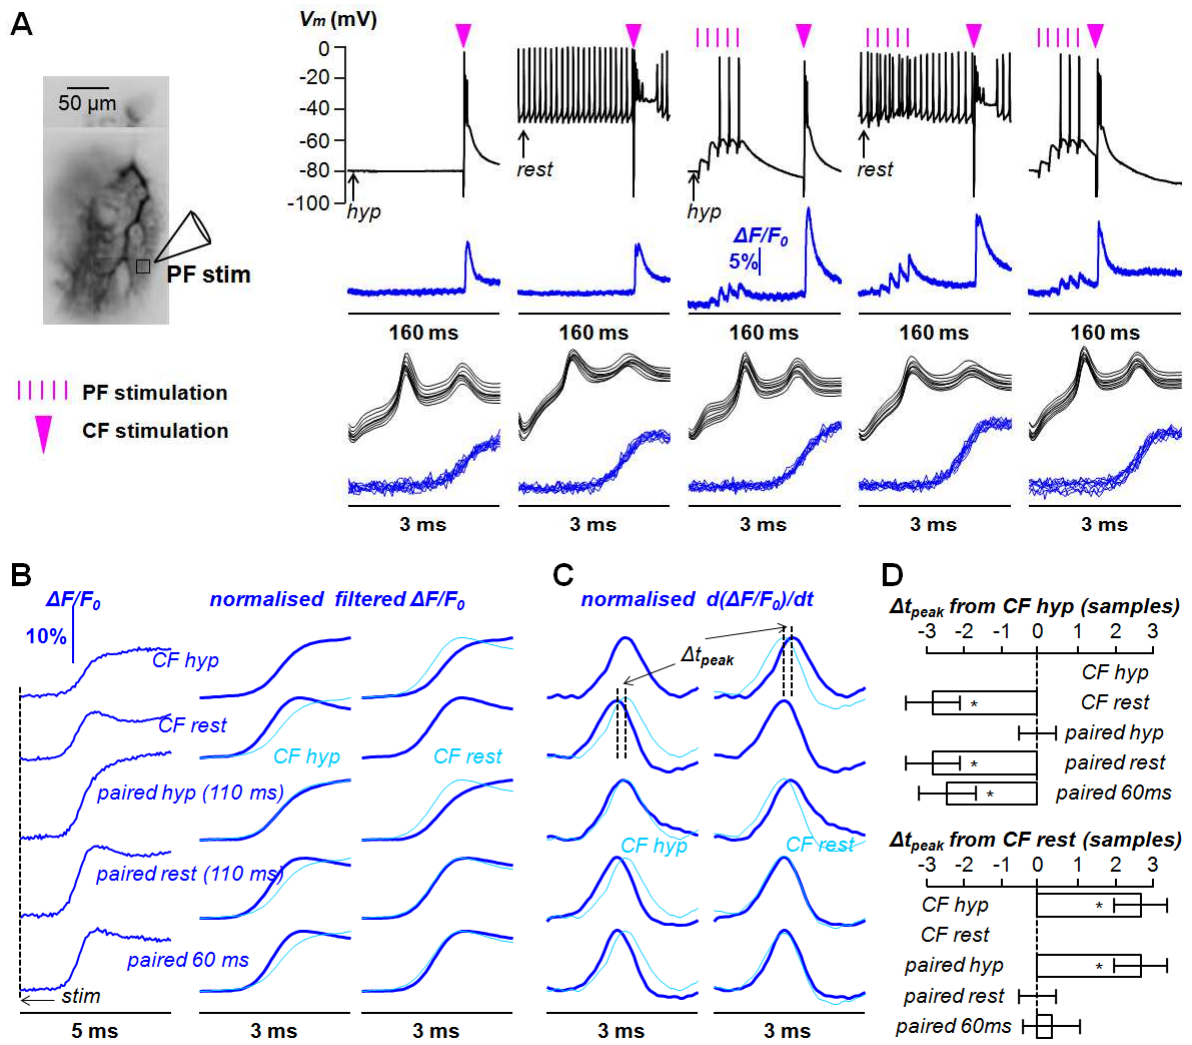 A
Vm (mV)
0
-20
-40
-60
-80
-100
50 µm
PF stim
PF stimulation
CF stimulation
hyp
rest
hyp
rest
ΔF/F0
5%
160 ms
160 ms
160 ms
160 ms
160 ms
3 ms
3 ms
3 ms
3 ms
3 ms
B
ΔF/F0
10%
normalised filtered ΔF/F0
CF hyp
CF rest
paired hyp (110 ms)
paired rest (110 ms)
paired 60 ms
CF hyp
CF rest
stim
5 ms
3 ms
3 ms
C
normalised d(ΔF/F0)/dt
Δtpeak
CF hyp
CF rest
3 ms
3 ms
D
Δtpeak from CF hyp (samples)
-3 -2 -1 0 1 2 3
CF hyp
* CF rest
paired hyp
* paired rest
* paired 60ms
Δtpeak from CF rest (samples)
-3 -2 -1 0 1 2 3
CF hyp *
CF rest
paired hyp *
paired rest
paired 60ms